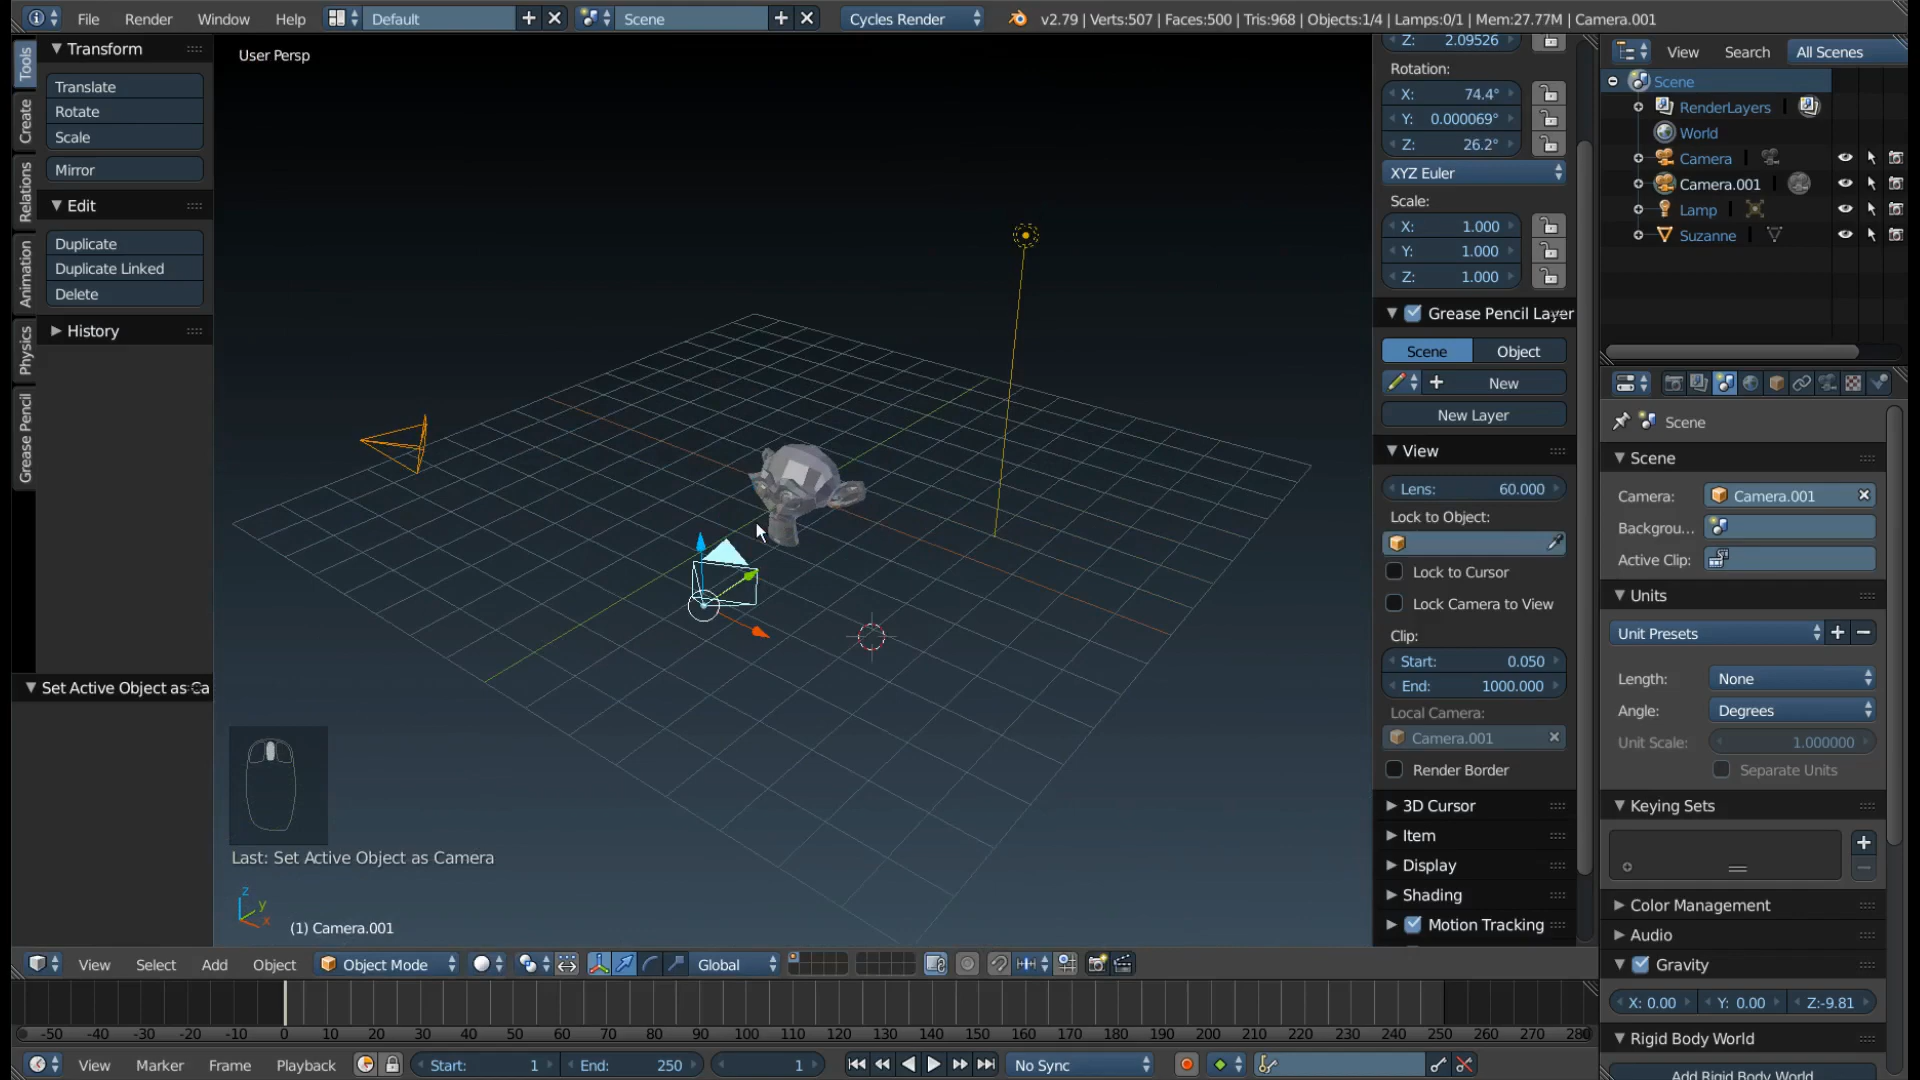 File Render Window Help Default Scene Cycles Render v2.79 | Verts:507 | Faces:500 | Tris:968 | Objects:1/4 | Lamps:0/1 | Mem:27.77M | Camera.001
Tools
Create
Relations
Animation
Physics
Grease Pencil
Transform
Translate
Rotate
Scale
Mirror
Edit
Duplicate
Duplicate Linked
Delete
History
Set Active Object as Ca
User Persp
Last: Set Active Object as Camera
z
y
x
(1) Camera.001
Z: 2.09526
Rotation:
X: 74.4°
Y: 0.000069°
Z: 26.2°
XYZ Euler
Scale:
X: 1.000
Y: 1.000
Z: 1.000
Grease Pencil Layer
Scene Object
New
New Layer
View
Lens: 60.000
Lock to Object:
Lock to Cursor
Lock Camera to View
Clip:
Start: 0.050
End: 1000.000
Local Camera:
Camera.001
Render Border
3D Cursor
Item
Display
Shading
Motion Tracking
View Search All Scenes
Scene
RenderLayers
World
Camera
Camera.001
Lamp
Suzanne
Scene
Scene
Camera: Camera.001
Backgrou...
Active Clip:
Units
Unit Presets
Length: None
Angle: Degrees
Unit Scale: 1.000000
Separate Units
Keying Sets
Color Management
Audio
Gravity
X: 0.00 Y: 0.00 Z:-9.81
Rigid Body World
Add Rigid Body World
View Select Add Object Object Mode Global
-50 -40 -30 -20 -10 0 10 20 30 40 50 60 70 80 90 100 110 120 130 140 150 160 170 180 190 200 210 220 230 240 250 260 270 280
View Marker Frame Playback Start: 1 End: 250 1 No Sync